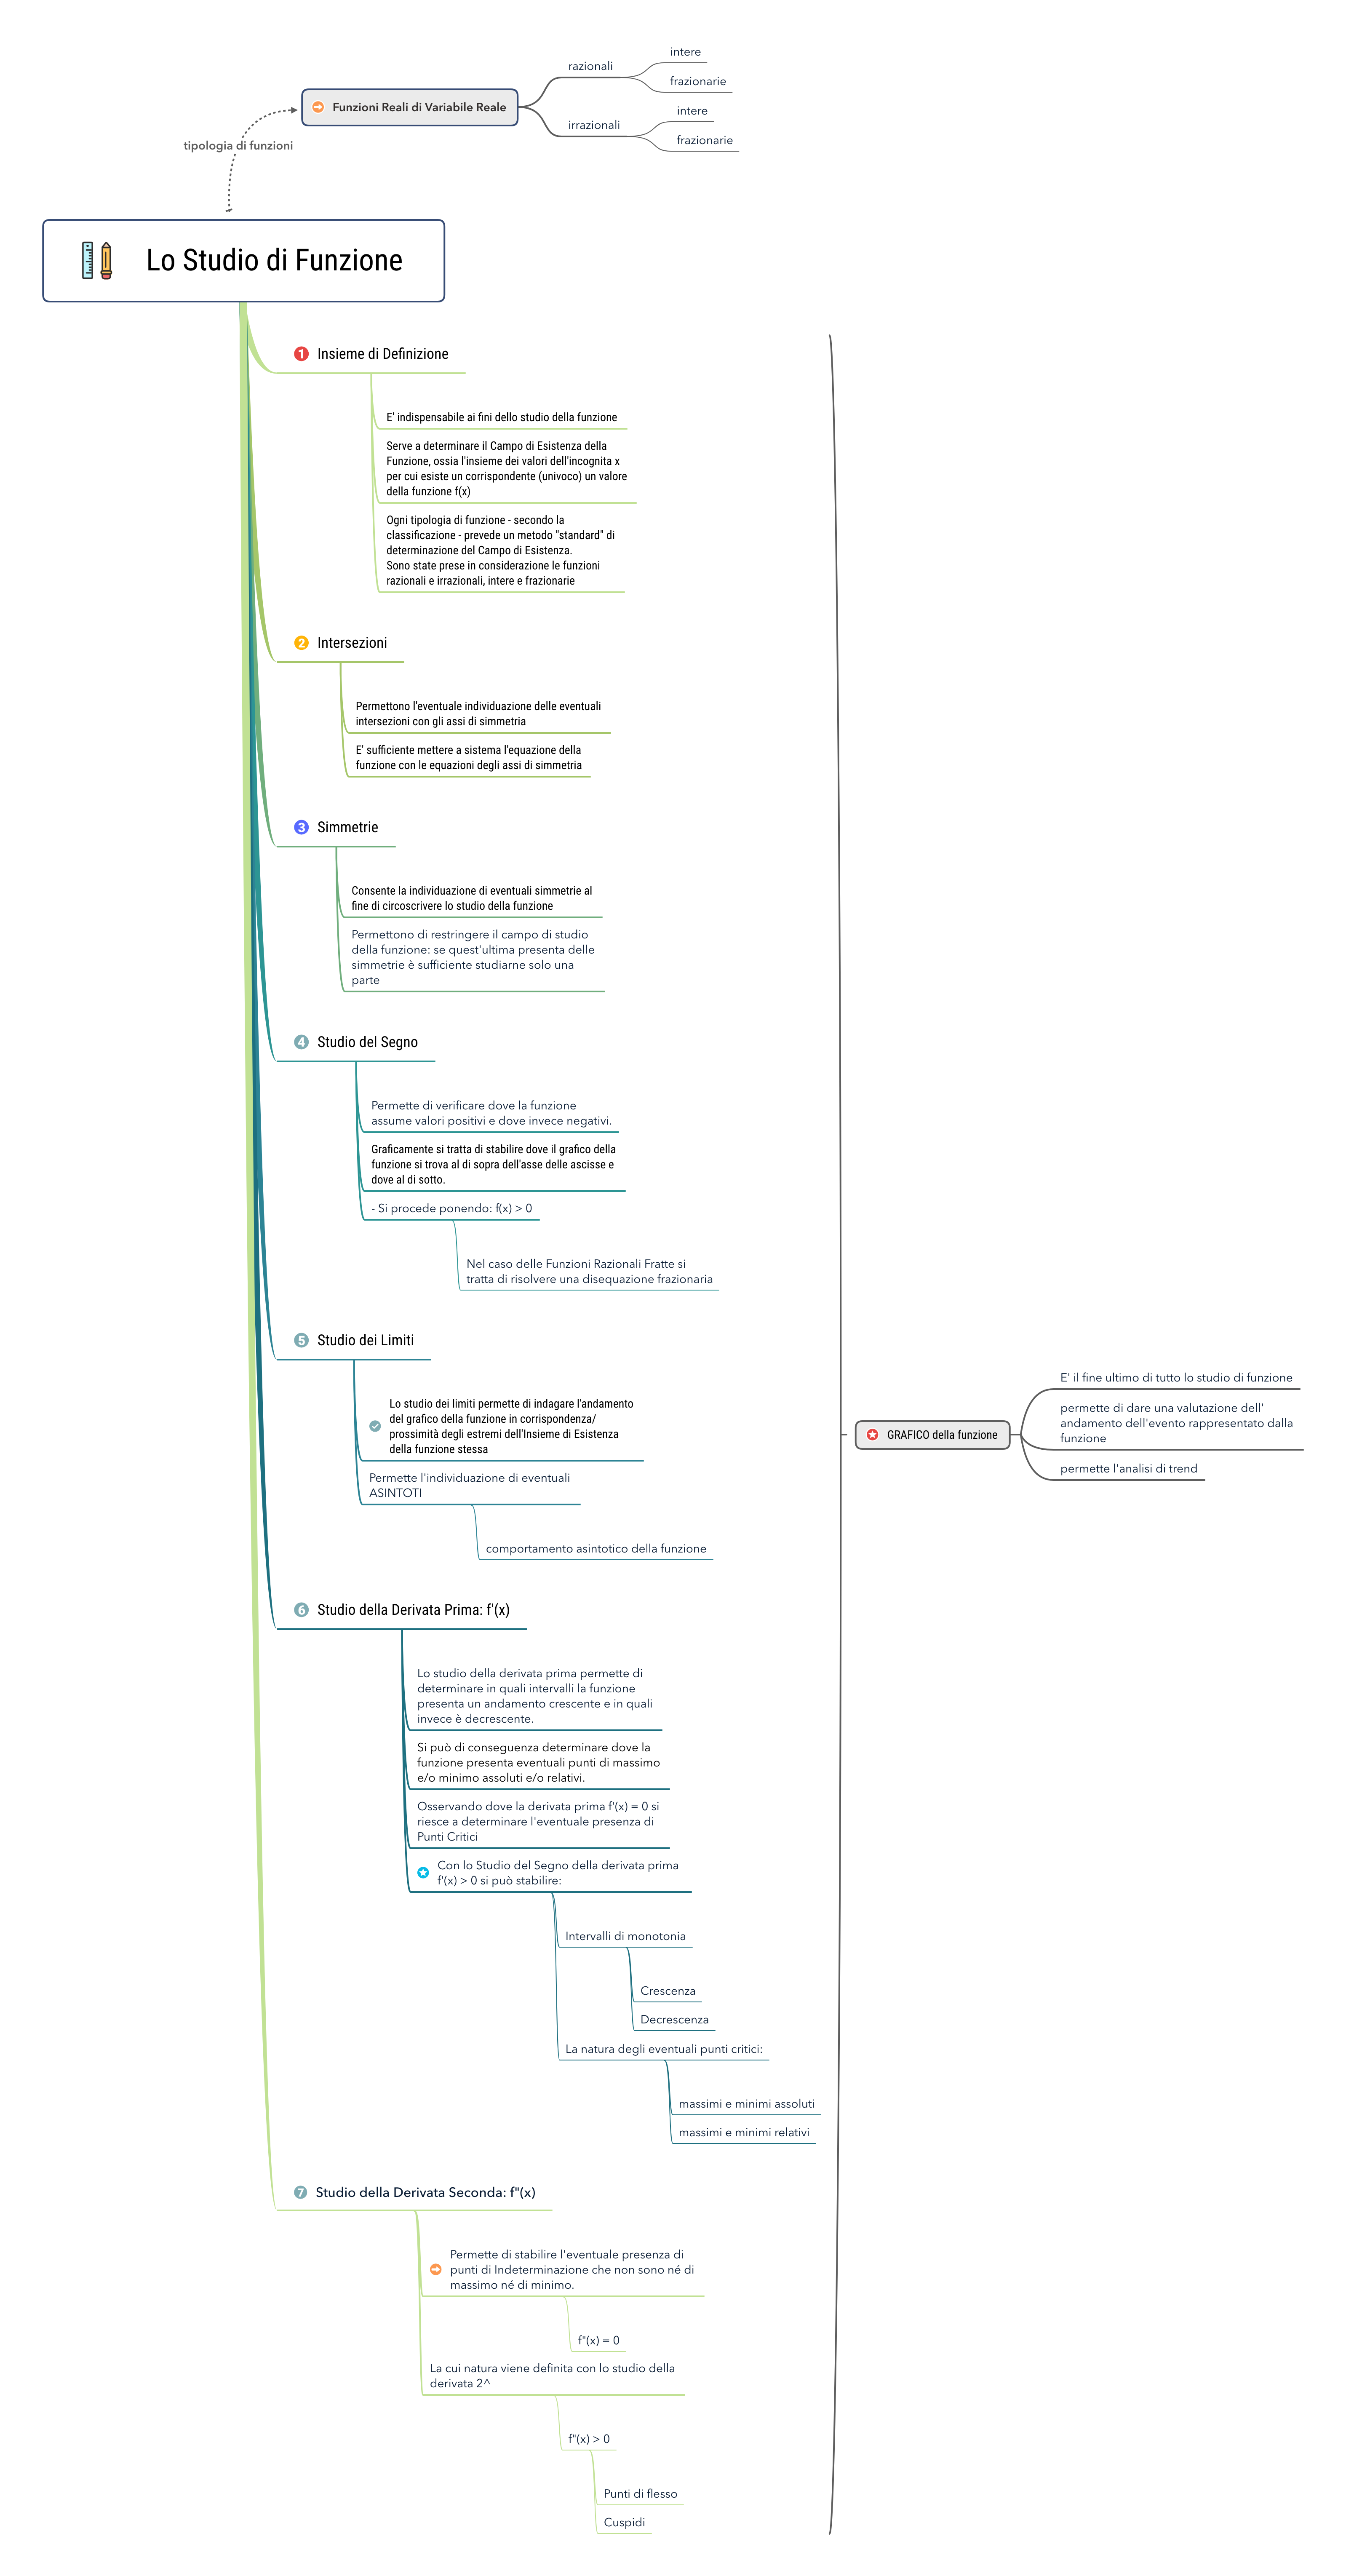 intere
razionali
frazionarie
Funzioni Reali di Variabile Reale
intere
irrazionali
frazionarie
tipologia di funzioni
Lo Studio di Funzione
1 Insieme di Definizione
E' indispensabile ai fini dello studio della funzione
Serve a determinare il Campo di Esistenza della
Funzione, ossia l'insieme dei valori dell'incognita x
per cui esiste un corrispondente (univoco) un valore
della funzione f(x)
Ogni tipologia di funzione - secondo la
classificazione - prevede un metodo "standard" di
determinazione del Campo di Esistenza.
Sono state prese in considerazione le funzioni
razionali e irrazionali, intere e frazionarie
2 Intersezioni
Permettono l'eventuale individuazione delle eventuali
intersezioni con gli assi di simmetria
E' sufficiente mettere a sistema l'equazione della
funzione con le equazioni degli assi di simmetria
3 Simmetrie
Consente la individuazione di eventuali simmetrie al
fine di circoscrivere lo studio della funzione
Permettono di restringere il campo di studio
della funzione: se quest'ultima presenta delle
simmetrie è sufficiente studiarne solo una
parte
4 Studio del Segno
Permette di verificare dove la funzione
assume valori positivi e dove invece negativi.
Graficamente si tratta di stabilire dove il grafico della
funzione si trova al di sopra dell'asse delle ascisse e
dove al di sotto.
- Si procede ponendo: f(x) > 0
Nel caso delle Funzioni Razionali Fratte si
tratta di risolvere una disequazione frazionaria
5 Studio dei Limiti
Lo studio dei limiti permette di indagare l'andamento
del grafico della funzione in corrispondenza/
prossimità degli estremi dell'Insieme di Esistenza
della funzione stessa
Permette l'individuazione di eventuali
ASINTOTI
comportamento asintotico della funzione
6 Studio della Derivata Prima: f'(x)
Lo studio della derivata prima permette di
determinare in quali intervalli la funzione
presenta un andamento crescente e in quali
invece è decrescente.
Si può di conseguenza determinare dove la
funzione presenta eventuali punti di massimo
e/o minimo assoluti e/o relativi.
Osservando dove la derivata prima f'(x) = 0 si
riesce a determinare l'eventuale presenza di
Punti Critici
Con lo Studio del Segno della derivata prima
f'(x) > 0 si può stabilire:
Intervalli di monotonia
Crescenza
Decrescenza
La natura degli eventuali punti critici:
massimi e minimi assoluti
massimi e minimi relativi
7 Studio della Derivata Seconda: f"(x)
Permette di stabilire l'eventuale presenza di
punti di Indeterminazione che non sono né di
massimo né di minimo.
f"(x) = 0
La cui natura viene definita con lo studio della
derivata 2^
f"(x) > 0
Punti di flesso
Cuspidi
GRAFICO della funzione
E' il fine ultimo di tutto lo studio di funzione
permette di dare una valutazione dell'
andamento dell'evento rappresentato dalla
funzione
permette l'analisi di trend